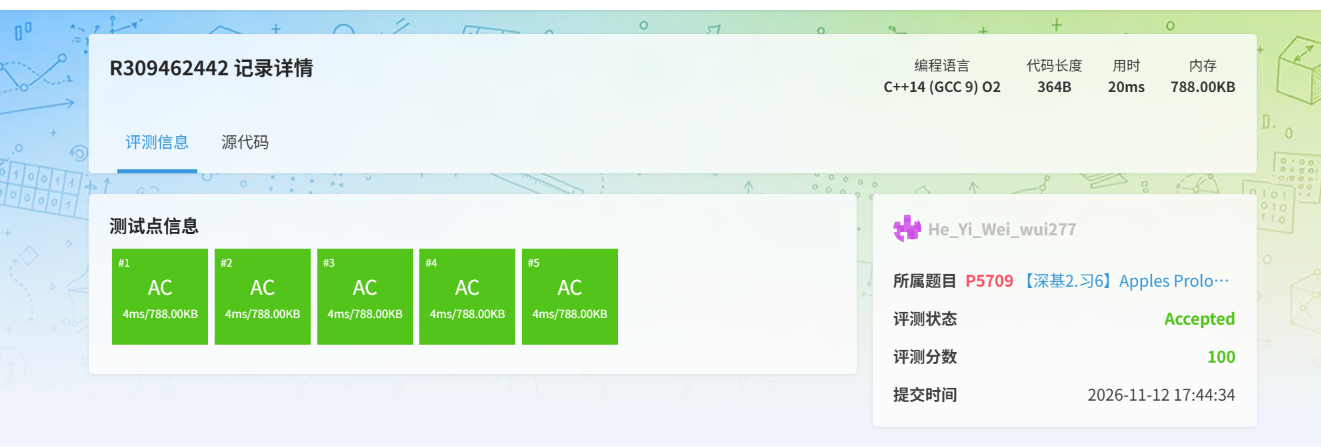 R309462442 记录详情
编程语言 代码长度 用时 内存
C++14 (GCC 9) O2 364B 20ms 788.00KB
评测信息 源代码
测试点信息
#1 #2 #3 #4 #5
AC AC AC AC AC
4ms/788.00KB 4ms/788.00KB 4ms/788.00KB 4ms/788.00KB 4ms/788.00KB
He_Yi_Wei_wui277
所属题目 P5709 【深基2.习6】Apples Prolo···
评测状态 Accepted
评测分数 100
提交时间 2026-11-12 17:44:34